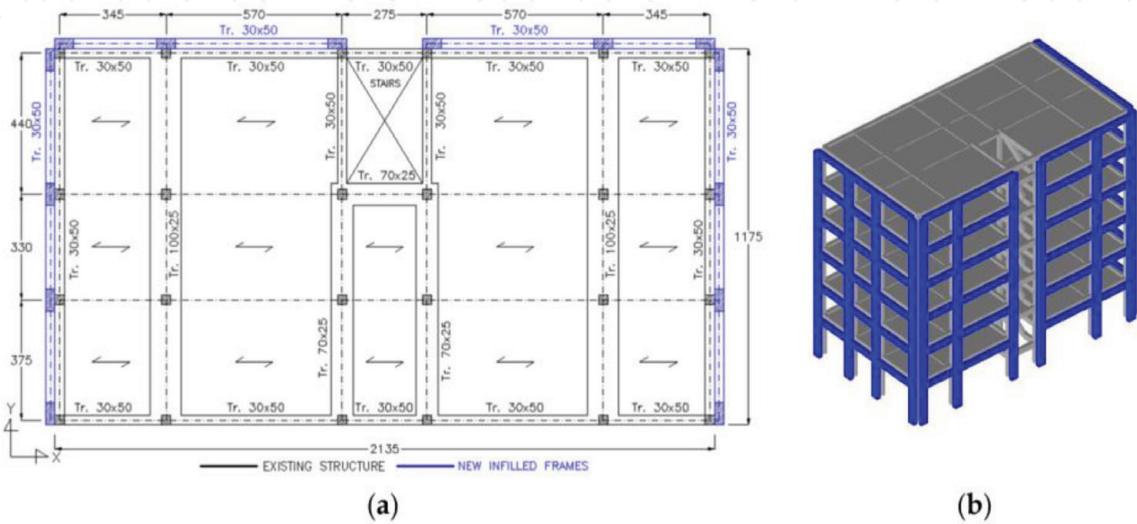 345 570 275 570 345
Tr. 30x50 Tr. 30x50
Tr. 30x50 Tr. 30x50 Tr. 30x50 Tr. 30x50 Tr. 30x50
STAIRS
440 Tr. 30x50 Tr. 30x50 Tr. 30x50 Tr. 30x50
Tr. 70x25
330 Tr. 30x50 Tr. 100x25 Tr. 100x25 Tr. 30x50 1175
375 Tr. 70x25 Tr. 70x25
Tr. 30x50 Tr. 30x50 Tr. 30x50 Tr. 30x50 Tr. 30x50
Y
X
2135
EXISTING STRUCTURE NEW INFILLED FRAMES
(a) (b)